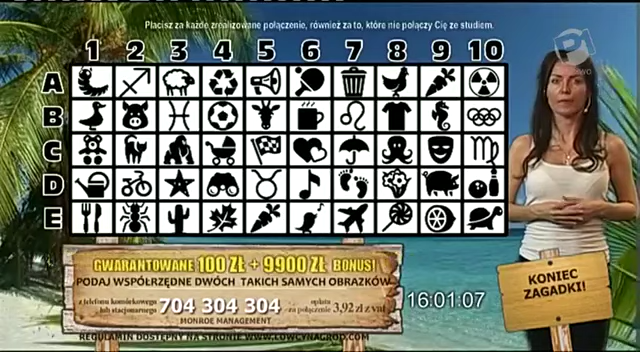 Płacisz za każde zrealizowane połączenie, również za to, które nie połączy Cię ze studiem.
1 2 3 4 5 6 7 8 9 10
A
B
C
D
E
GWARANTOWANE 100 ZŁ + 9900 ZŁ BONUS!
PODAJ WSPÓŁRZĘDNE DWÓCH TAKICH SAMYCH OBRAZKÓW
z telefonu komórkowego
lub stacjonarnego 704 304 304 opłata
za połączenie 3,92 zł z vat
MONROE MANAGEMENT
REGULAMIN DOSTĘPNY NA STRONIE WWW.LOWCYNAGROD.COM
16:01:07
KONIEC
ZAGADKI!